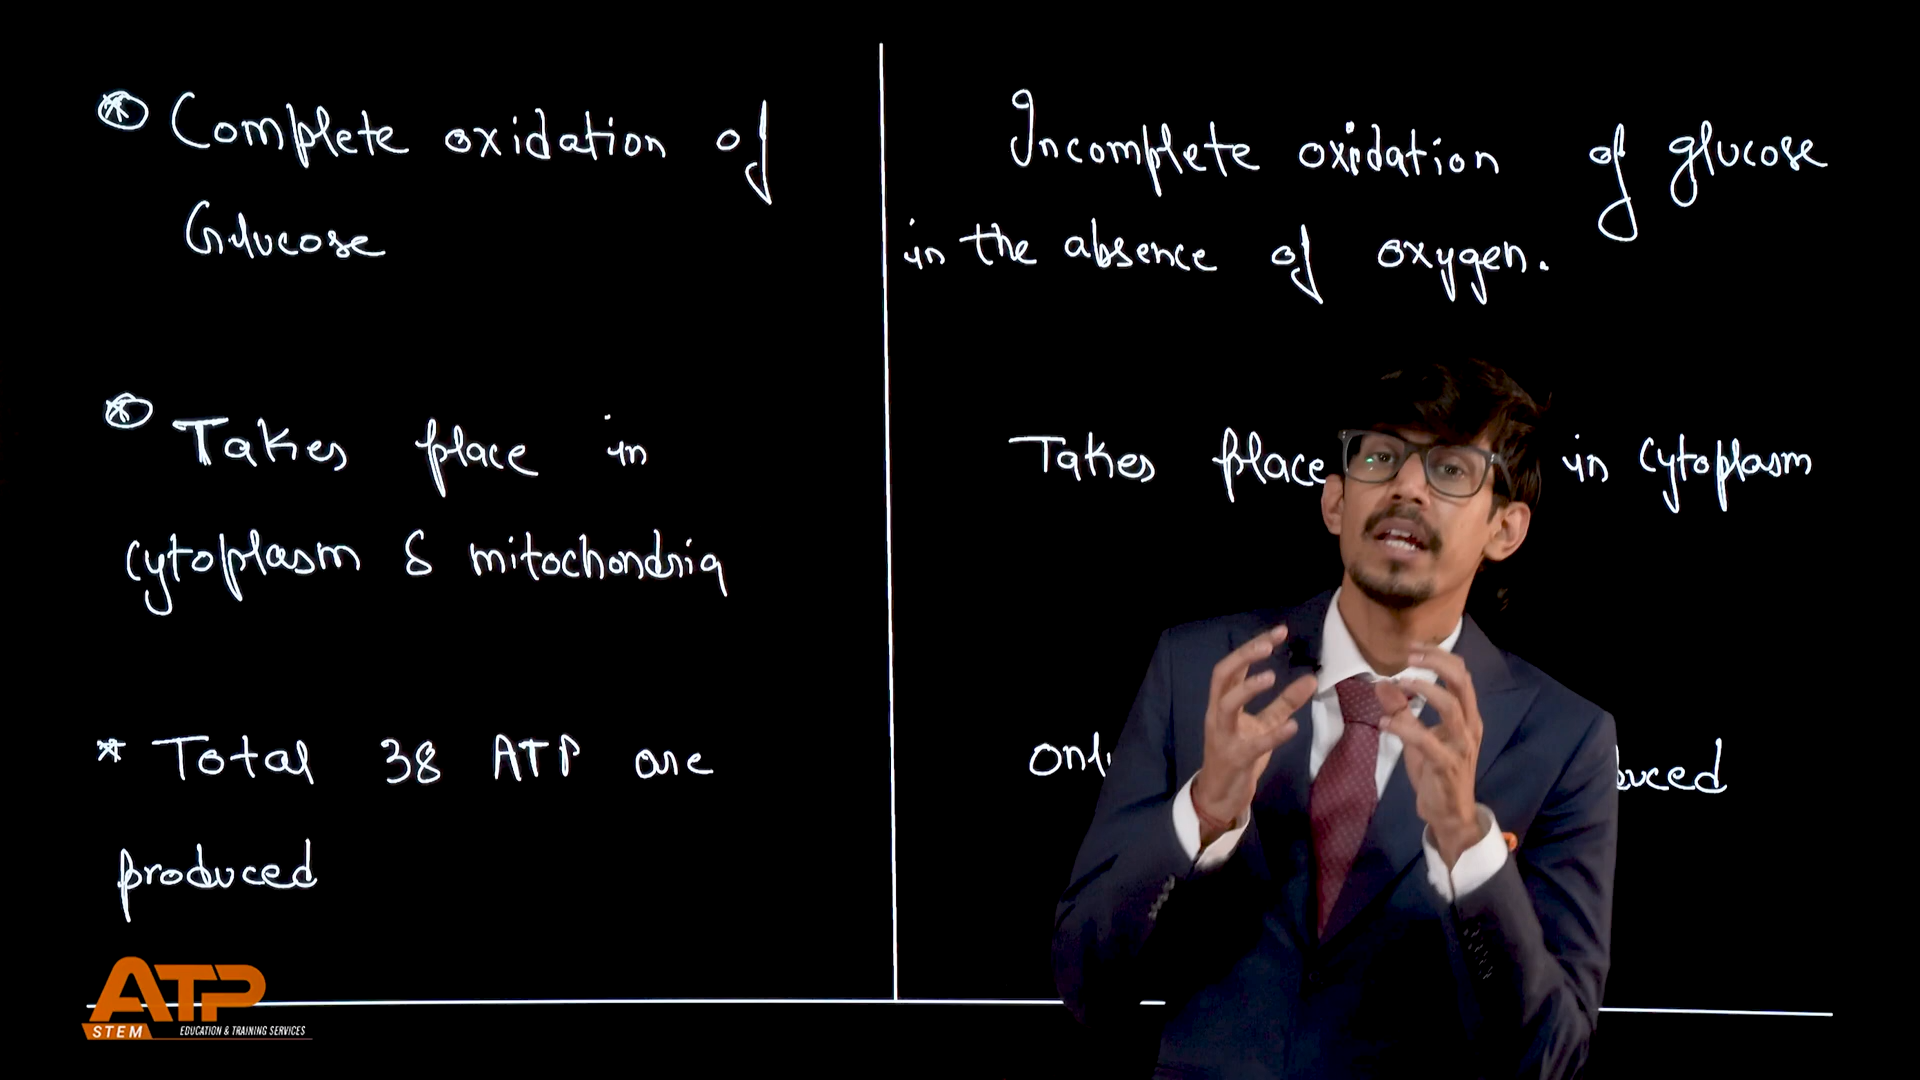 Complete oxidation of
Glucose
Takes place in
cytoplasm & mitochondria
* Total 38 ATP are
produced
Incomplete oxidation of glucose
in the absence of oxygen.
Takes place in cytoplasm
ATP
STEM EDUCATION & TRAINING SERVICES